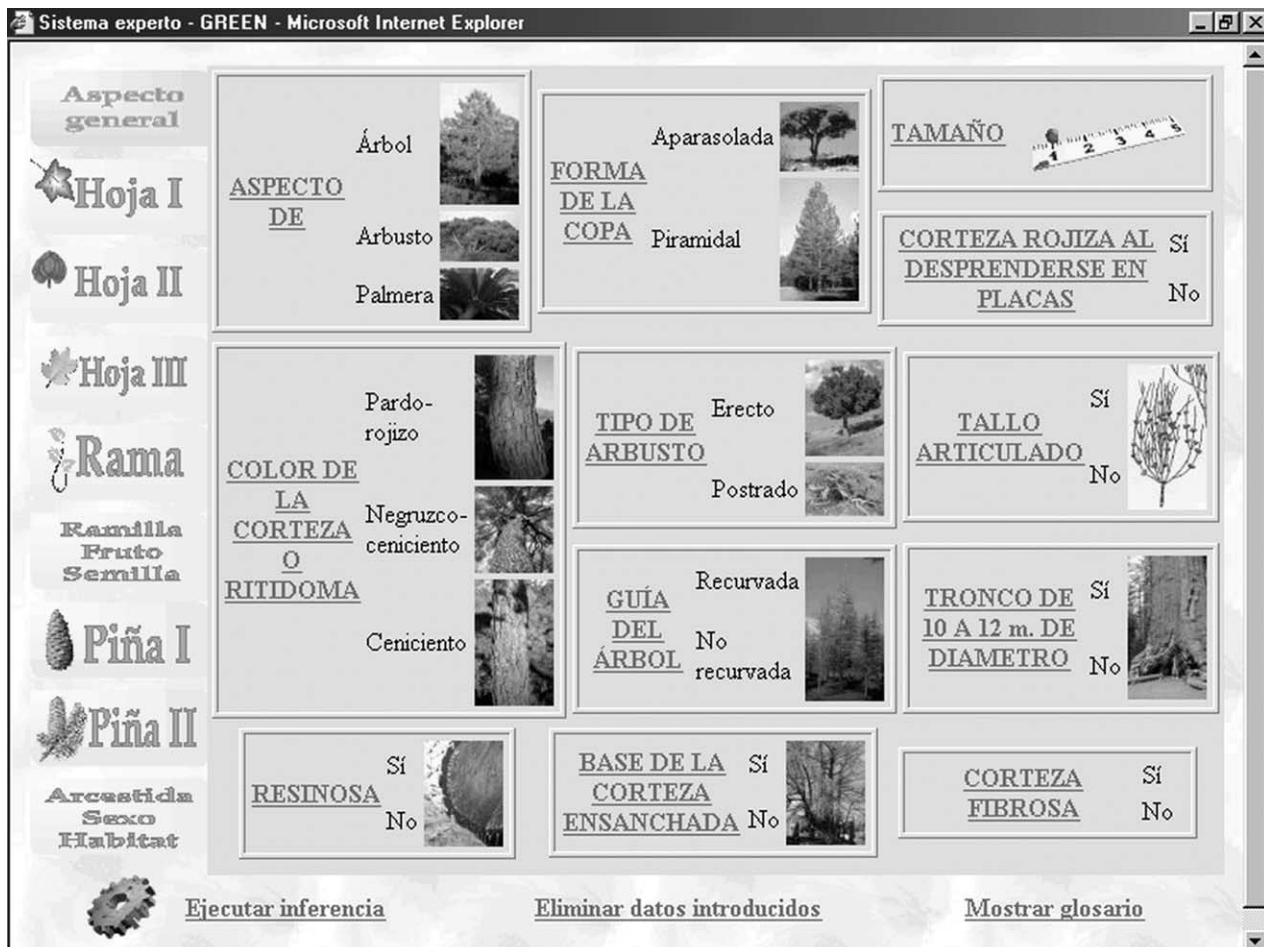 Sistema experto - GREEN - Microsoft Internet Explorer
Aspecto
general
Hoja I
Hoja II
Hoja III
Rama
Ramilla
Fruto
Semilla
Piña I
Piña II
Arcestida
Sexo
Habitat
ASPECTO
DE
Árbol
Arbusto
Palmera
FORMA
DE LA
COPA
Aparasolada
Piramidal
TAMAÑO
1 2 3 4 5
CORTEZA ROJIZA AL
DESPRENDERSE EN
PLACAS
Sí
No
COLOR DE
LA
CORTEZA
O
RITIDOMA
Pardo-
rojizo
Negruzco-
ceniciento
Ceniciento
TIPO DE
ARBUSTO
Erecto
Postrado
TALLO
ARTICULADO
Sí
No
GUÍA
DEL
ÁRBOL
Recurvada
No
recurvada
TRONCO DE
10 A 12 m. DE
DIAMETRO
Sí
No
RESINOSA
Sí
No
BASE DE LA
CORTEZA
ENSANCHADA
Sí
No
CORTEZA
FIBROSA
Sí
No
Ejecutar inferencia
Eliminar datos introducidos
Mostrar glosario